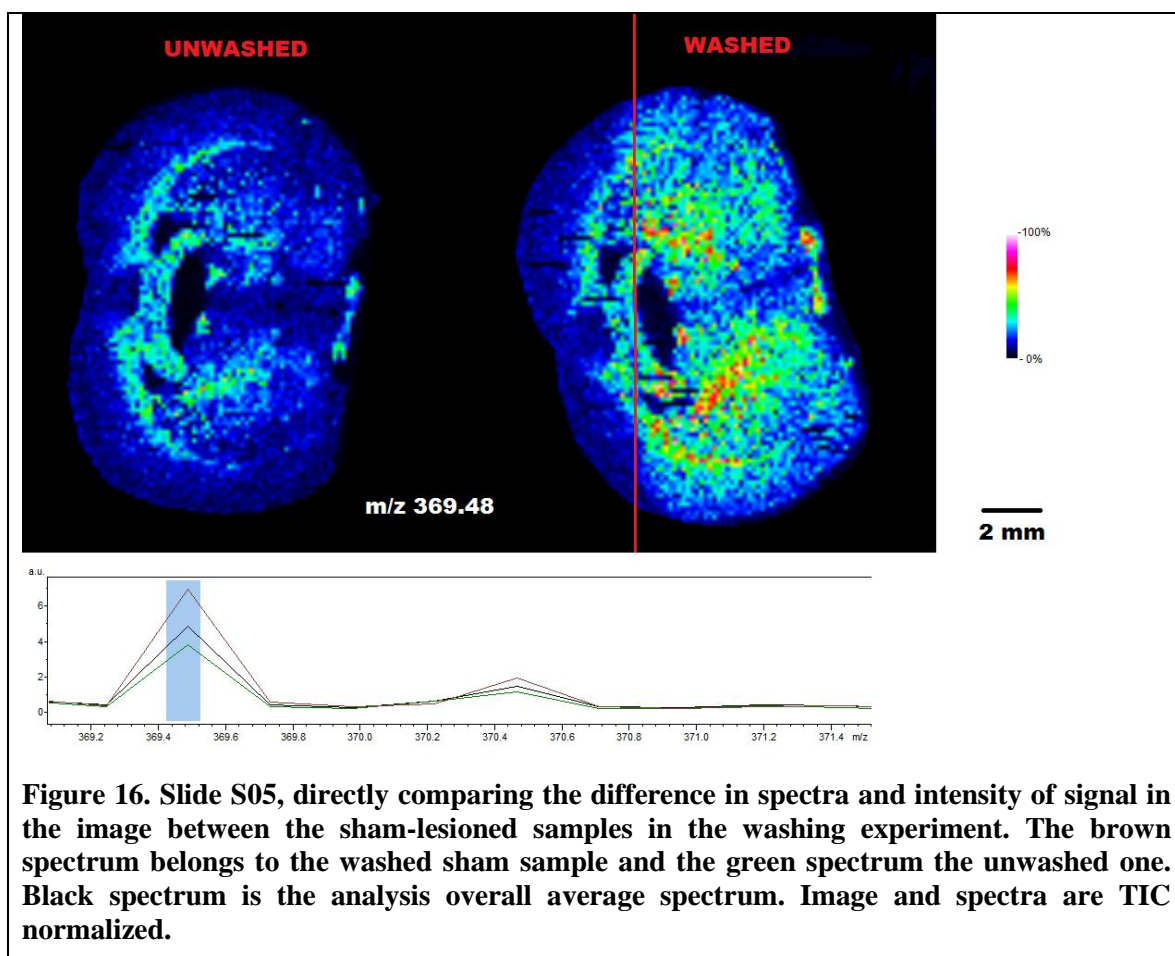 UNWASHED
WASHED
-100%
- 0%
m/z 369.48
2 mm
a.u.
6
4
2
0
369.2 369.4 369.6 369.8 370.0 370.2 370.4 370.6 370.8 371.0 371.2 371.4 m/z
Figure 16. Slide S05, directly comparing the difference in spectra and intensity of signal in
the image between the sham-lesioned samples in the washing experiment. The brown
spectrum belongs to the washed sham sample and the green spectrum the unwashed one.
Black spectrum is the analysis overall average spectrum. Image and spectra are TIC
normalized.